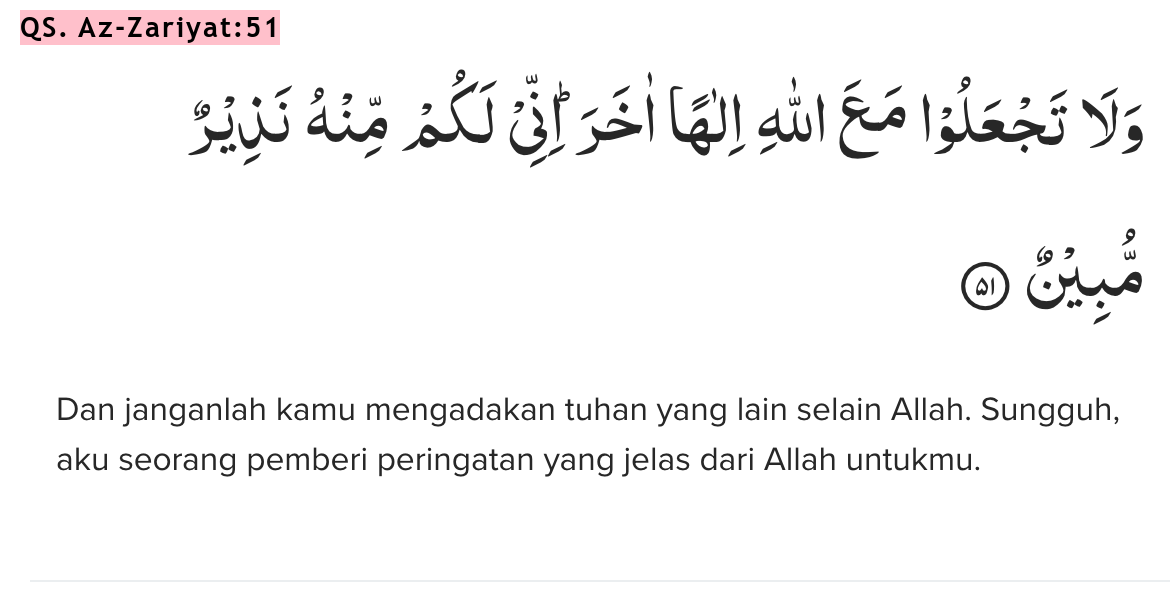 QS. Az-Zariyat:51
وَلَا تَجْعَلُوْا مَعَ اللّٰهِ اِلٰهًا اٰخَرَۗ اِنِّيْ لَكُمْ مِّنْهُ نَذِيْرٌ
مُّبِيْنٌ ۝٥١
Dan janganlah kamu mengadakan tuhan yang lain selain Allah. Sungguh,
aku seorang pemberi peringatan yang jelas dari Allah untukmu.